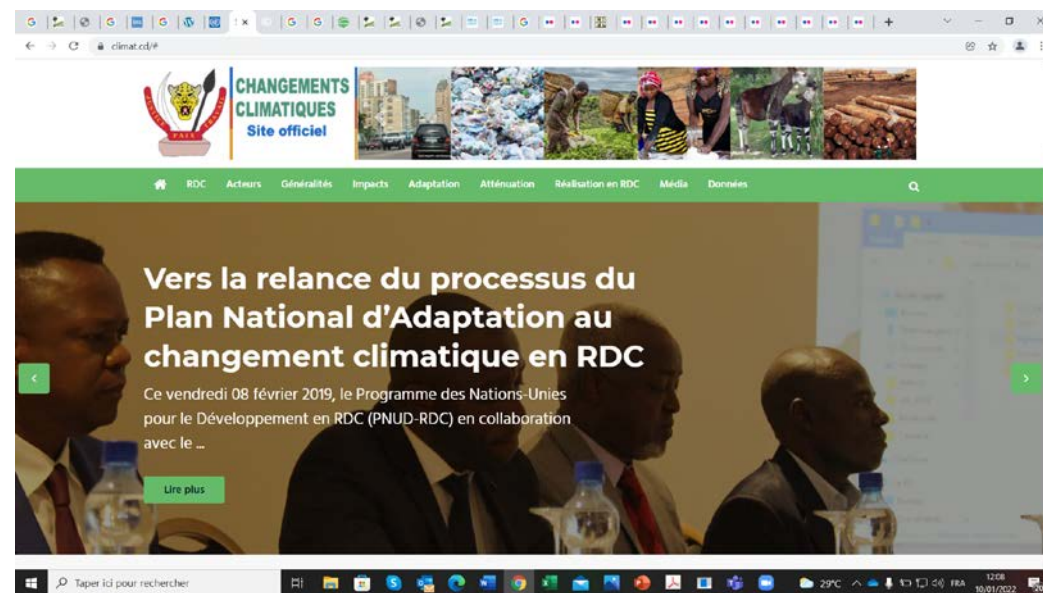 climat.cd/#
CHANGEMENTS
CLIMATIQUES
Site officiel
JUSTICE PAIX TRAVAIL
RDC Acteurs Généralités Impacts Adaptation Atténuation Réalisation en RDC Média Données
Vers la relance du processus du
Plan National d’Adaptation au
changement climatique en RDC
Ce vendredi 08 février 2019, le Programme des Nations-Unies
pour le Développement en RDC (PNUD-RDC) en collaboration
avec le ...
Lire plus
Taper ici pour rechercher
29°C FRA 12:08
10/01/2022